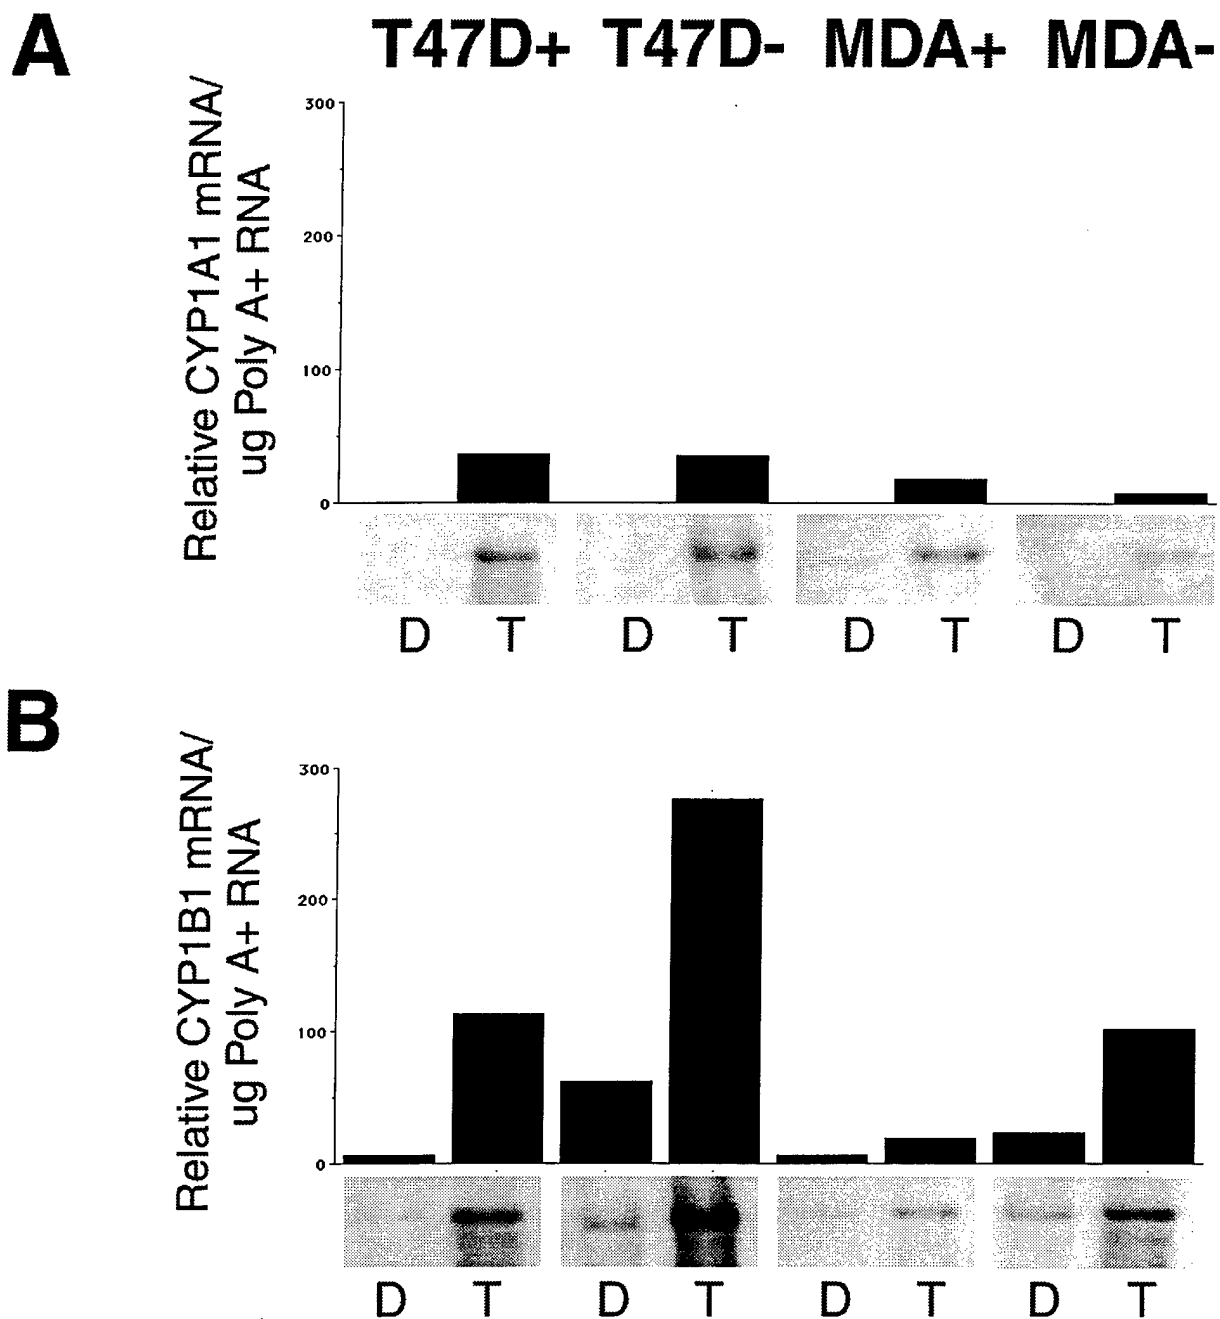 A
T47D+ T47D- MDA+ MDA-
Relative CYP1A1 mRNA/
ug Poly A+ RNA
300
200
100
0
D T D T D T D T
B
Relative CYP1B1 mRNA/
ug Poly A+ RNA
300
200
100
0
D T D T D T D T